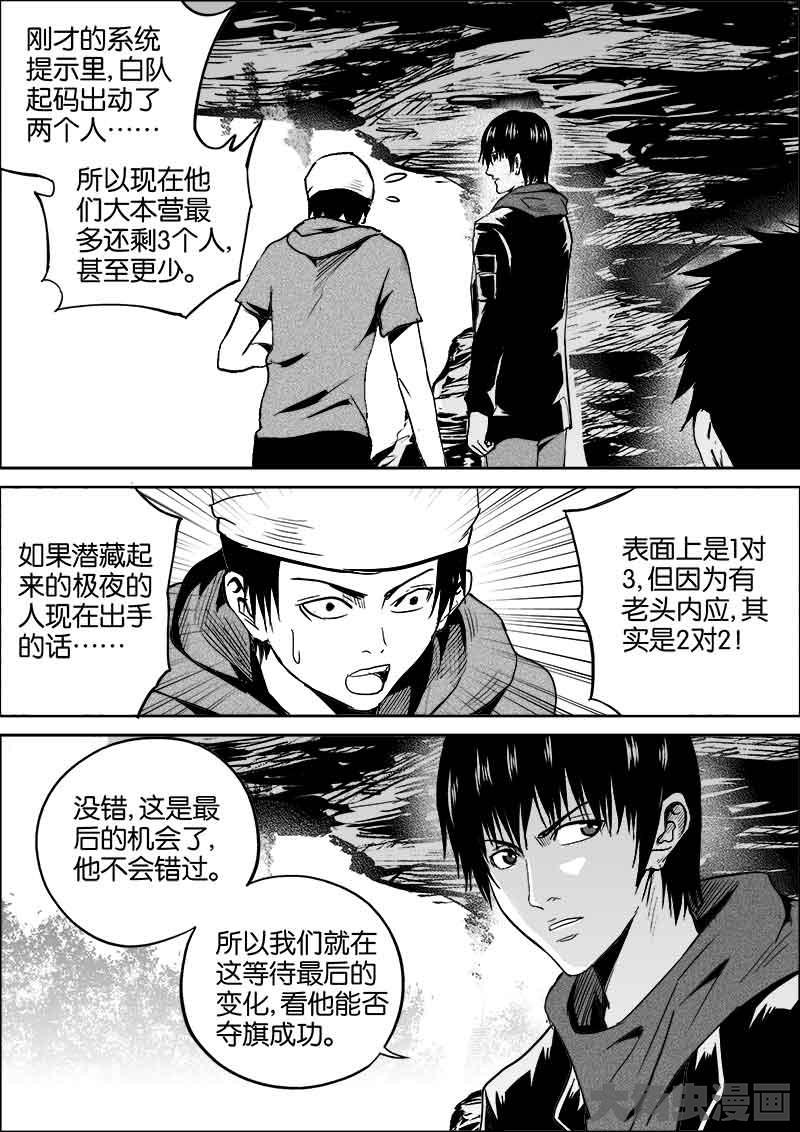 刚才的系统
提示里,白队
起码出动了
两个人……
所以现在他
们大本营最
多还剩3个人,
甚至更少。
如果潜藏起
来的极夜的
人现在出手
的话……
表面上是1对
3,但因为有
老头内应,其
实是2对2!
没错,这是最
后的机会了,
他不会错过。
所以我们就在
这等待最后的
变化,看他能否
夺旗成功。